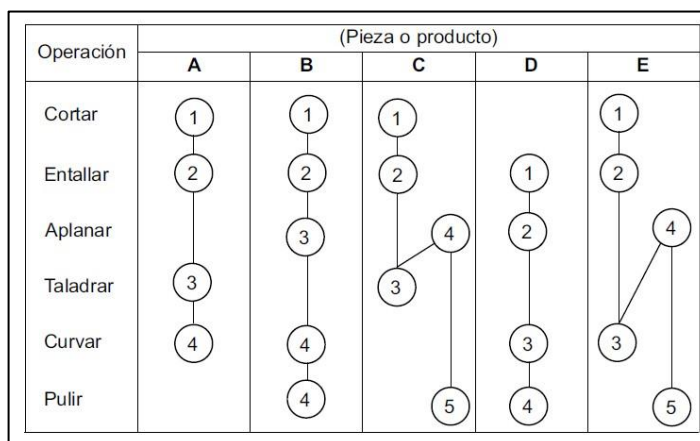 (Pieza o producto)
Operación
A B C D E
Cortar 1 1 1 1
Entallar 2 2 2 1 2
Aplanar 3 4 2 4
Taladrar 3 3
Curvar 4 4 3 3
Pulir 4 5 4 5